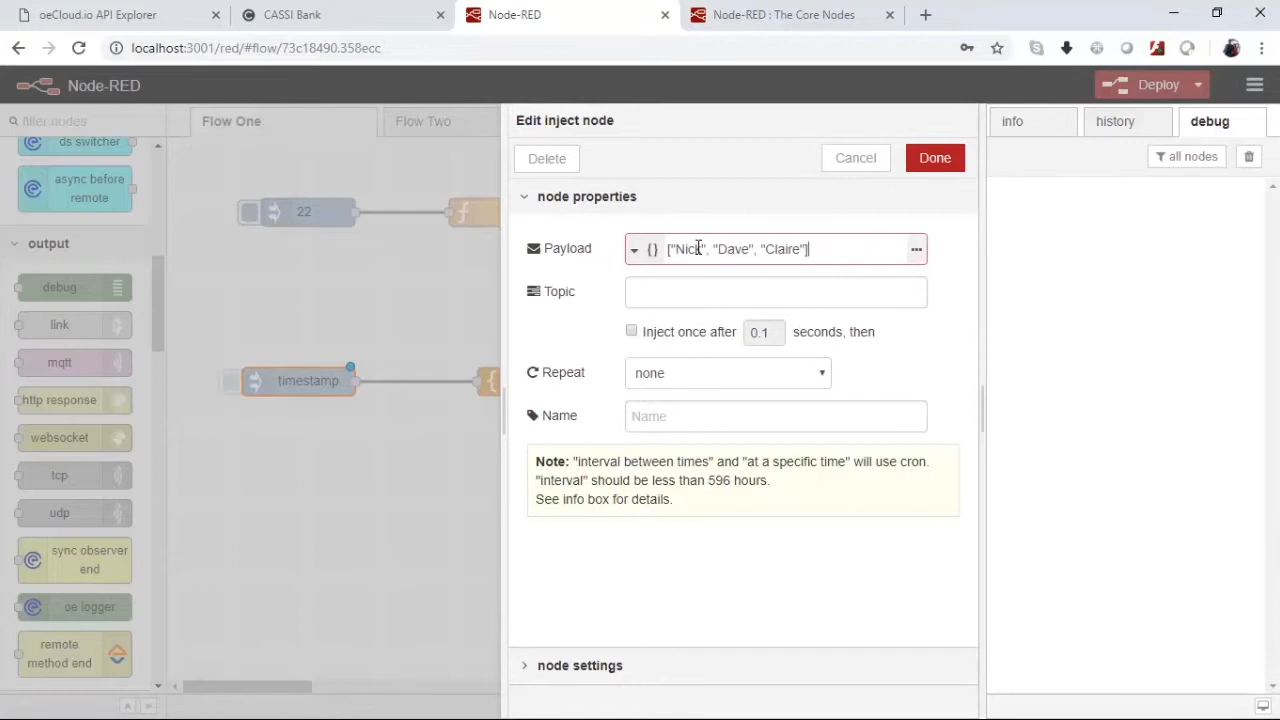 oeCloud.io API Explorer
CASSI Bank
Node-RED
Node-RED : The Core Nodes
localhost:3001/red/#flow/73c18490.358ecc
Node-RED
Deploy
filter nodes
Flow One
Flow Two
Edit inject node
info
history
debug
ds switcher
Delete
Cancel
Done
all nodes
async before
remote
22
node properties
output
Payload
{} ["Nick", "Dave", "Claire"]
debug
Topic
link
Inject once after 0.1 seconds, then
mqtt
timestamp
Repeat
none
http response
Name
Name
websocket
Note: "interval between times" and "at a specific time" will use cron.
tcp
"interval" should be less than 596 hours.
See info box for details.
udp
sync observer
end
oe logger
remote
method end
node settings